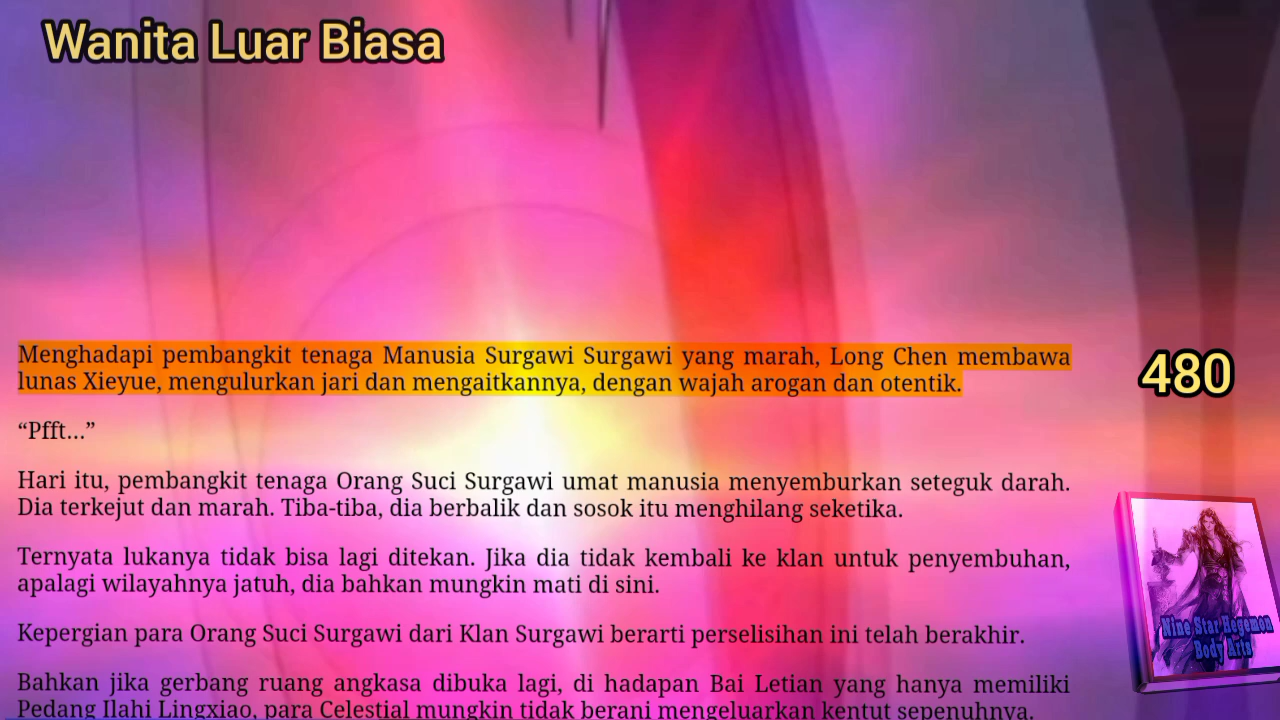 Wanita Luar Biasa
Menghadapi pembangkit tenaga Manusia Surgawi Surgawi yang marah, Long Chen membawa
lunas Xieyue, mengulurkan jari dan mengaitkannya, dengan wajah arogan dan otentik.
480
“Pfft...”
Hari itu, pembangkit tenaga Orang Suci Surgawi umat manusia menyemburkan seteguk darah.
Dia terkejut dan marah. Tiba-tiba, dia berbalik dan sosok itu menghilang seketika.
Ternyata lukanya tidak bisa lagi ditekan. Jika dia tidak kembali ke klan untuk penyembuhan,
apalagi wilayahnya jatuh, dia bahkan mungkin mati di sini.
Kepergian para Orang Suci Surgawi dari Klan Surgawi berarti perselisihan ini telah berakhir.
Bahkan jika gerbang ruang angkasa dibuka lagi, di hadapan Bai Letian yang hanya memiliki
Pedang Ilahi Lingxiao, para Celestial mungkin tidak berani mengeluarkan kentut sepenuhnya.
Nine Star Hegemon
Body Arts